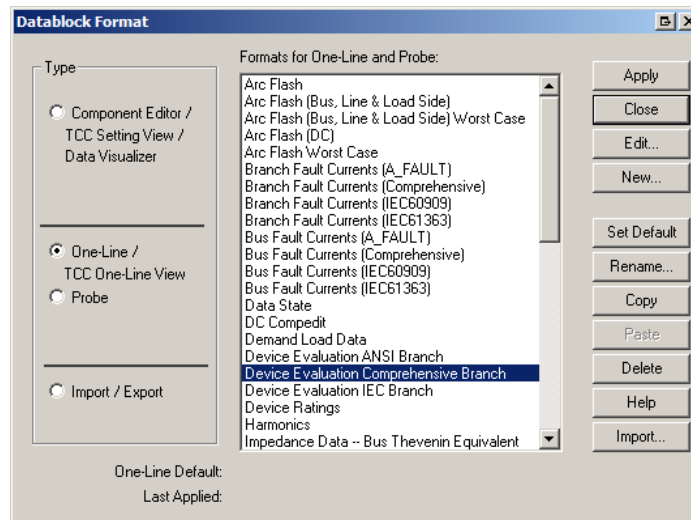 Datablock Format
Type
Component Editor /
TCC Setting View /
Data Visualizer
One-Line /
TCC One-Line View
Probe
Import / Export
Formats for One-Line and Probe:
Arc Flash
Arc Flash (Bus, Line & Load Side)
Arc Flash (Bus, Line & Load Side) Worst Case
Arc Flash (DC)
Arc Flash Worst Case
Branch Fault Currents (A_FAULT)
Branch Fault Currents (Comprehensive)
Branch Fault Currents (IEC60909)
Branch Fault Currents (IEC61363)
Bus Fault Currents (A_FAULT)
Bus Fault Currents (Comprehensive)
Bus Fault Currents (IEC60909)
Bus Fault Currents (IEC61363)
Data State
DC Compedit
Demand Load Data
Device Evaluation ANSI Branch
Device Evaluation Comprehensive Branch
Device Evaluation IEC Branch
Device Ratings
Harmonics
Impedance Data -- Bus Thevenin Equivalent
Apply
Close
Edit...
New...
Set Default
Rename...
Copy
Paste
Delete
Help
Import...
One-Line Default:
Last Applied: